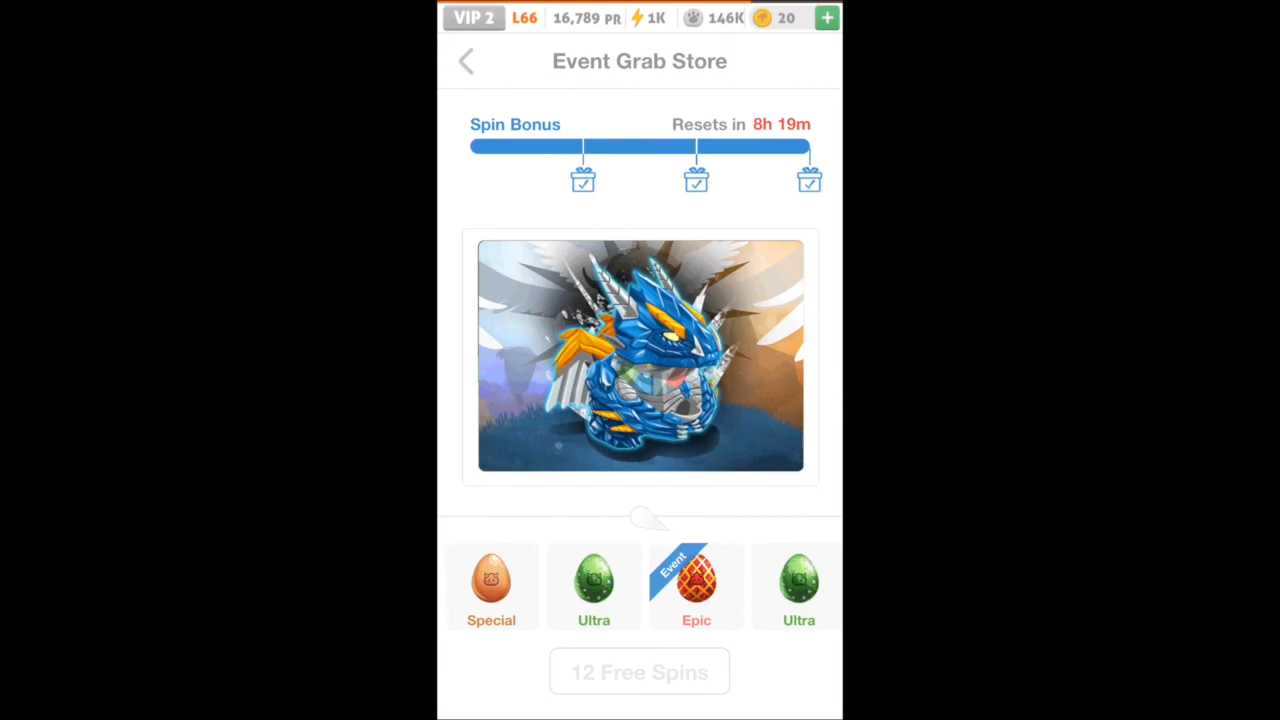 VIP 2 L66 16,789 PR 1K 146K 20 +
Event Grab Store
Spin Bonus Resets in 8h 19m
Event
Special Ultra Epic Ultra
12 Free Spins